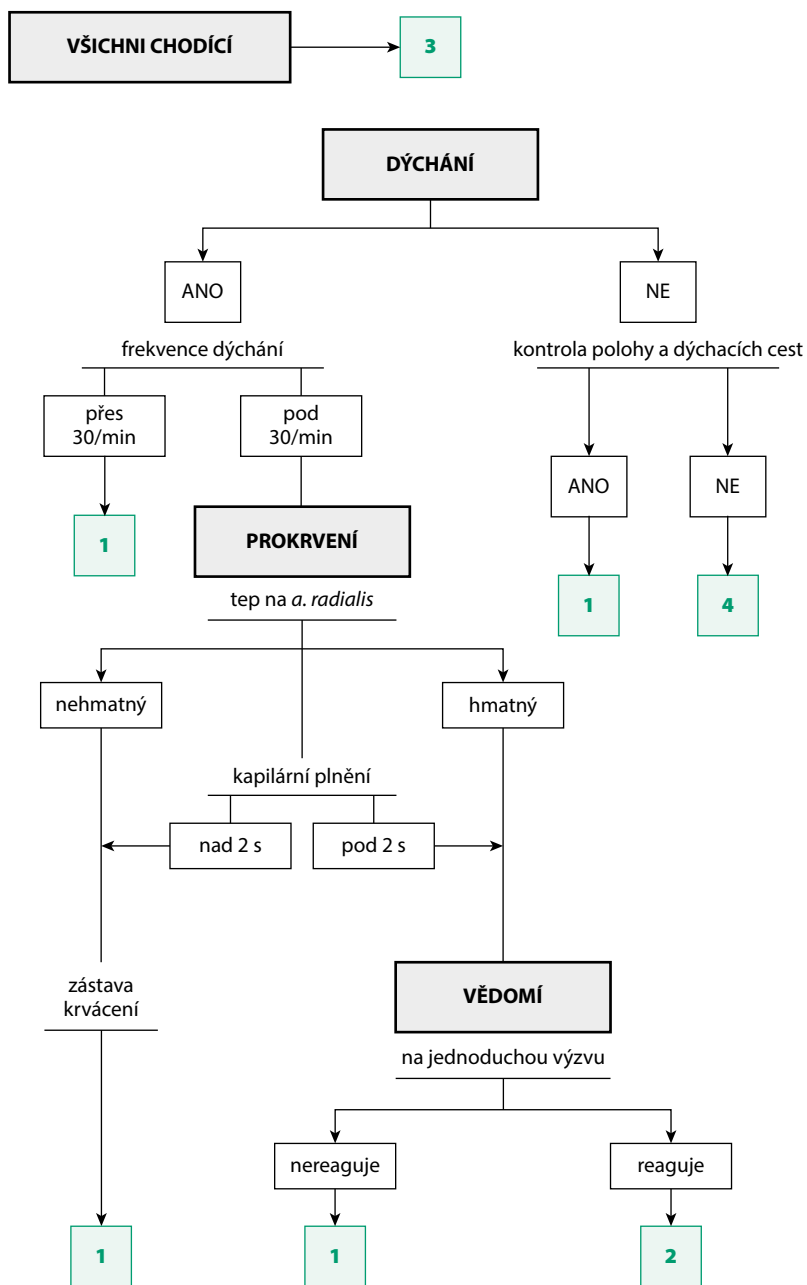 VŠICHNI CHODÍCÍ
3
DÝCHÁNÍ
ANO
NE
frekvence dýchání
kontrola polohy a dýchacích cest
přes
30/min
pod
30/min
ANO
NE
1
PROKRVENÍ
1
4
tep na a. radialis
nehmatný
hmatný
kapilární plnění
nad 2 s
pod 2 s
zástava
krvácení
VĚDOMÍ
na jednoduchou výzvu
nereaguje
reaguje
1
1
2